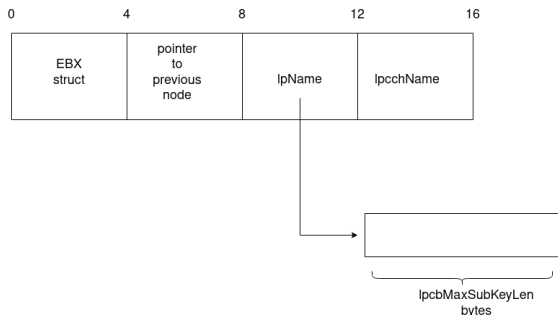 0 4 8 12 16
EBX
struct
pointer
to
previous
node
lpName
lpcchName
lpcbMaxSubKeyLen
bytes